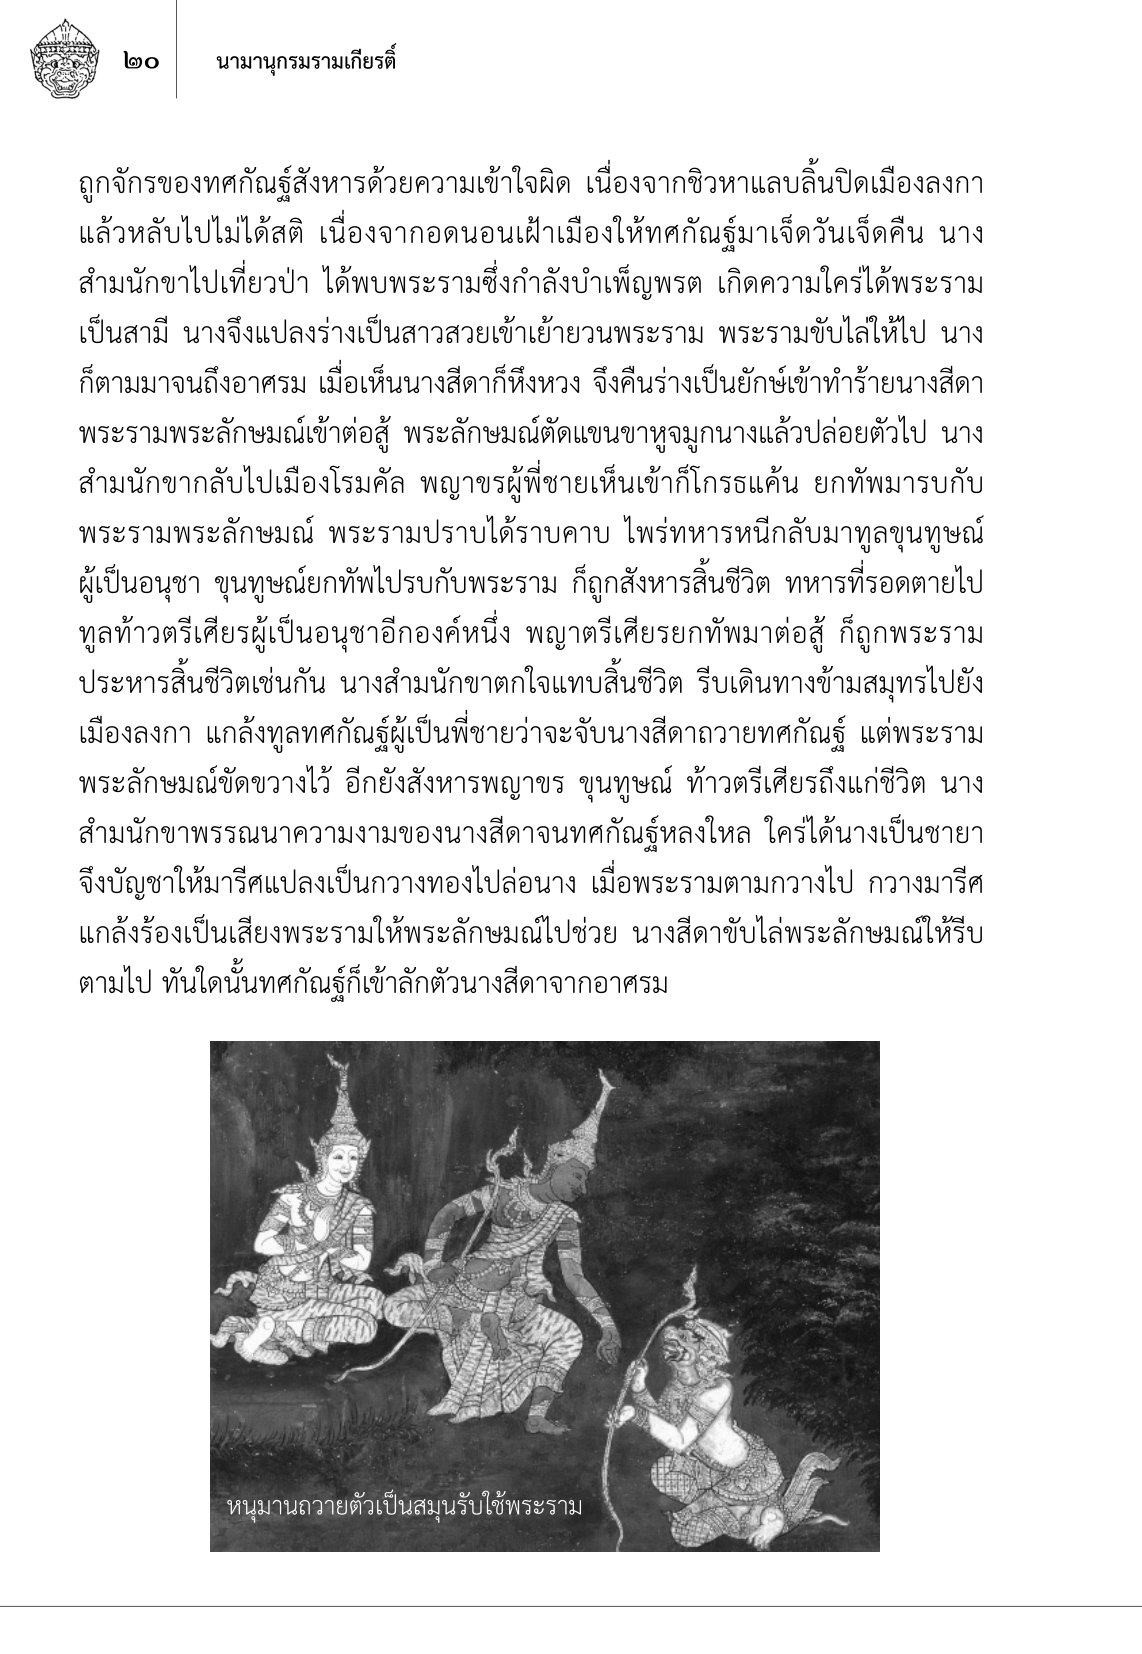 ๒๐
นามานุกรมรามเกียรติ์
ถูกจักรของทศกัณฐ์สังหารด้วยความเข้าใจผิด เนื่องจากชิวหาแลบลิ้นปิดเมืองลงกา
แล้วหลับไปไม่ได้สติ เนื่องจากอดนอนเฝ้าเมืองให้ทศกัณฐ์มาเจ็ดวันเจ็ดคืน นาง
สำมนักขาไปเที่ยวป่า ได้พบพระรามซึ่งกำลังบำเพ็ญพรต เกิดความใคร่ได้พระราม
เป็นสามี นางจึงแปลงร่างเป็นสาวสวยเข้าเย้ายวนพระราม พระรามขับไล่ให้ไป นาง
ก็ตามมาจนถึงอาศรม เมื่อเห็นนางสีดาก็หึงหวง จึงคืนร่างเป็นยักษ์เข้าทำร้ายนางสีดา
พระรามพระลักษมณ์เข้าต่อสู้ พระลักษมณ์ตัดแขนขาหูจมูกนางแล้วปล่อยตัวไป นาง
สำมนักขากลับไปเมืองโรมคัล พญาขรผู้พี่ชายเห็นเข้าก็โกรธแค้น ยกทัพมารบกับ
พระรามพระลักษมณ์ พระรามปราบได้ราบคาบ ไพร่ทหารหนีกลับมาทูลขุนทูษณ์
ผู้เป็นอนุชา ขุนทูษณ์ยกทัพไปรบกับพระราม ก็ถูกสังหารสิ้นชีวิต ทหารที่รอดตายไป
ทูลท้าวตรีเศียรผู้เป็นอนุชาอีกองค์หนึ่ง พญาตรีเศียรยกทัพมาต่อสู้ ก็ถูกพระราม
ประหารสิ้นชีวิตเช่นกัน นางสำมนักขาตกใจแทบสิ้นชีวิต รีบเดินทางข้ามสมุทรไปยัง
เมืองลงกา แกล้งทูลทศกัณฐ์ผู้เป็นพี่ชายว่าจะจับนางสีดาถวายทศกัณฐ์ แต่พระราม
พระลักษมณ์ขัดขวางไว้ อีกยังสังหารพญาขร ขุนทูษณ์ ท้าวตรีเศียรถึงแก่ชีวิต นาง
สำมนักขาพรรณนาความงามของนางสีดาจนทศกัณฐ์หลงใหล ใคร่ได้นางเป็นชายา
จึงบัญชาให้มารีศแปลงเป็นกวางทองไปล่อนาง เมื่อพระรามตามกวางไป กวางมารีศ
แกล้งร้องเป็นเสียงพระรามให้พระลักษมณ์ไปช่วย นางสีดาขับไล่พระลักษมณ์ให้รีบ
ตามไป ทันใดนั้นทศกัณฐ์ก็เข้าลักตัวนางสีดาจากอาศรม
หนุมานถวายตัวเป็นสมุนรับใช้พระราม